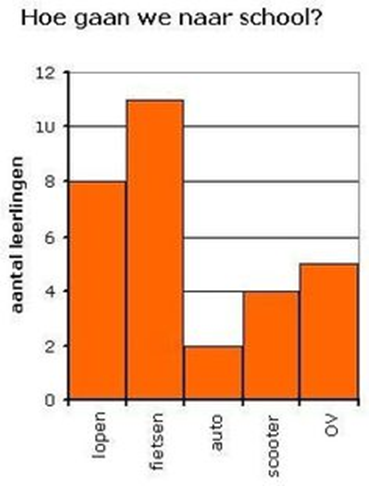 Hoe gaan we naar school?
aantal leerlingen
12
10
8
6
4
2
0
lopen
fietsen
auto
scooter
OV